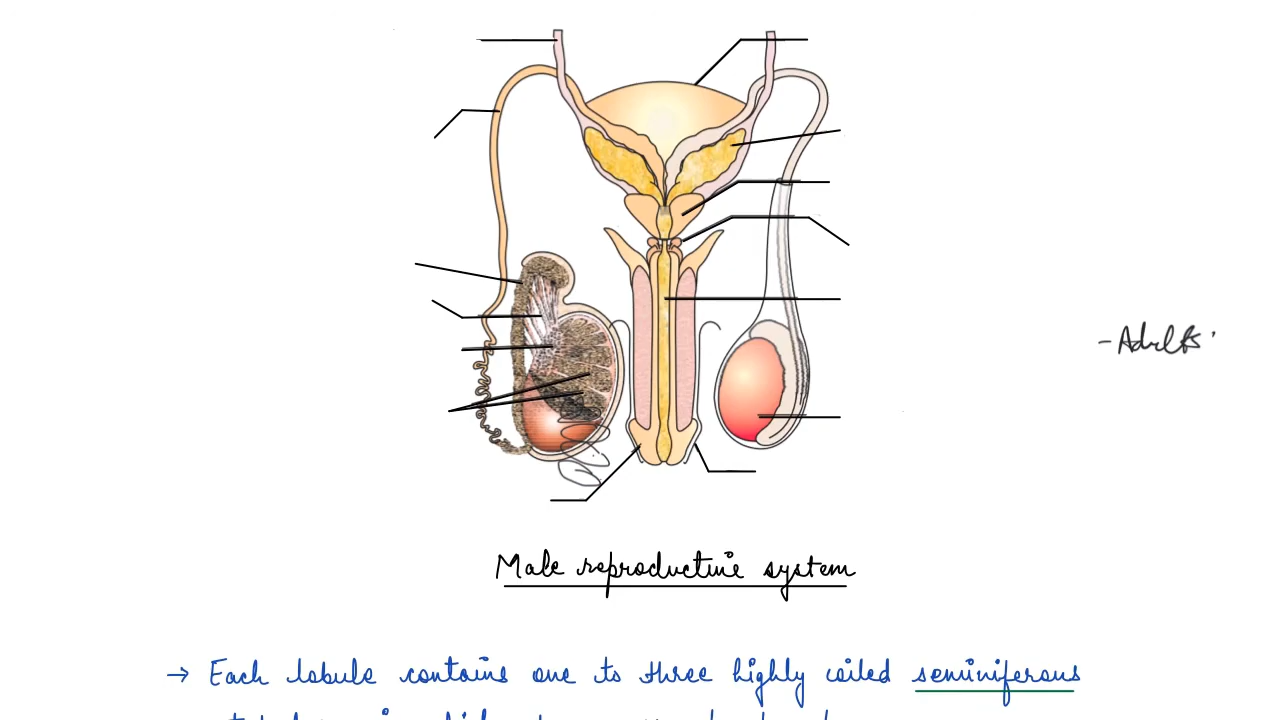 - Adults
Male reproductive system
→ Each lobule contains one to three highly coiled seminiferous